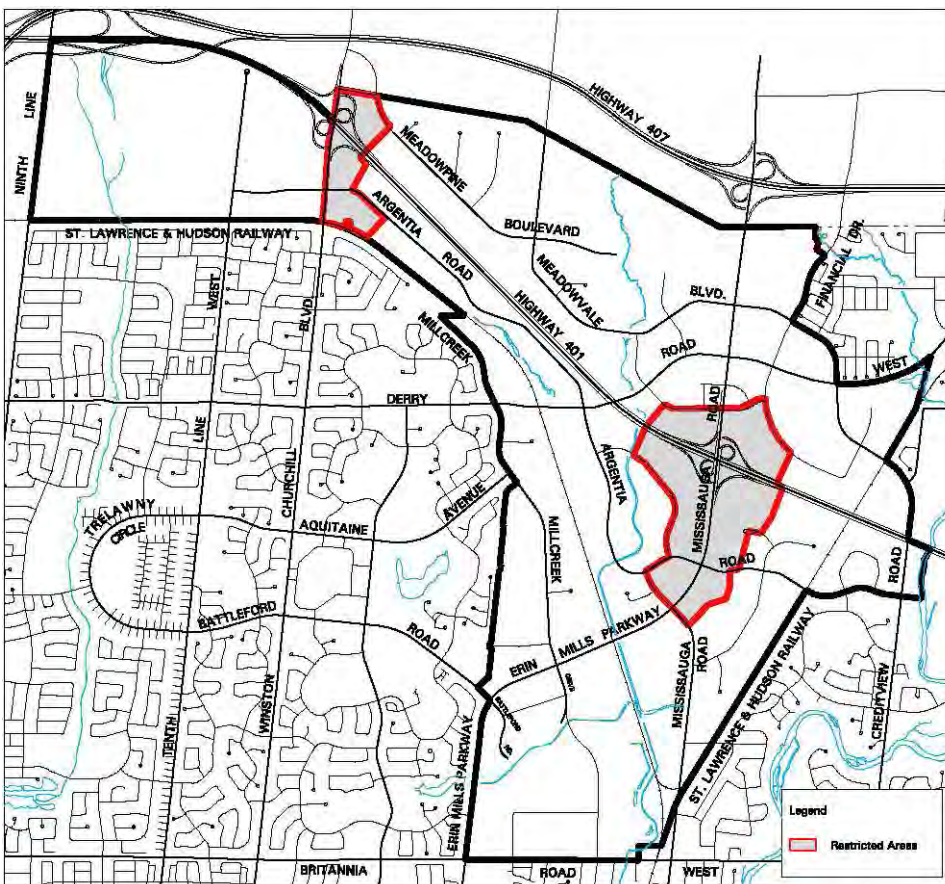 HIGHWAY 407
NINTH LINE
MEADOWPINE
BOULEVARD
ARGENTIA
ROAD
ST. LAWRENCE & HUDSON RAILWAY
FINANCIAL DR.
MEADOWVALE
BLVD.
HIGHWAY 401
WEST
BLVD.
MILLCREEK
ROAD
WEST
DERRY
ROAD
LINE
CHURCHILL
ARGENTIA
MISSISSAUGA
TRELAWNY
CIRCLE
AQUITAINE
AVENUE
MILLCREEK
ROAD
ROAD
BATTLEFORD
ROAD
ERIN MILLS PARKWAY
MISSISSAUGA
ROAD
ST. LAWRENCE & HUDSON RAILWAY
CREDITVIEW
TENTH
WINSTON
BATTLEFORD
RD.
ERIN MILLS PARKWAY
BRITANNIA
ROAD
WEST
Legend
Restricted Areas